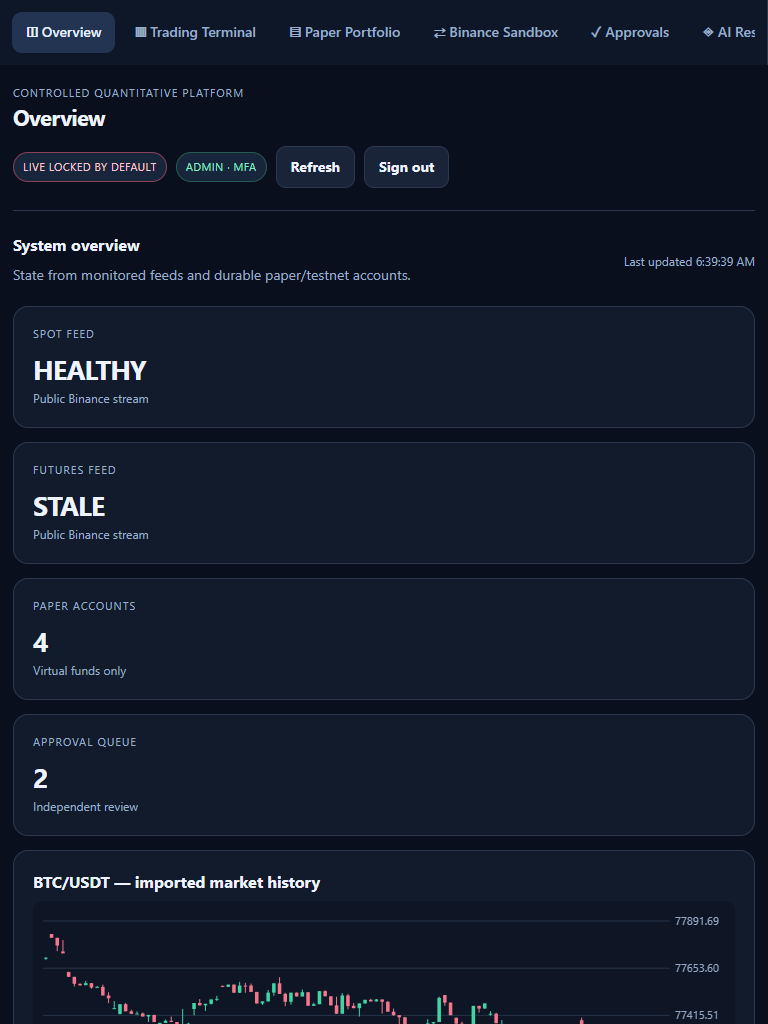 Overview
Trading Terminal
Paper Portfolio
Binance Sandbox
Approvals
AI Res
CONTROLLED QUANTITATIVE PLATFORM
Overview
LIVE LOCKED BY DEFAULT
ADMIN · MFA
Refresh
Sign out
System overview
State from monitored feeds and durable paper/testnet accounts.
Last updated 6:39:39 AM
SPOT FEED
HEALTHY
Public Binance stream
FUTURES FEED
STALE
Public Binance stream
PAPER ACCOUNTS
4
Virtual funds only
APPROVAL QUEUE
2
Independent review
BTC/USDT — imported market history
77891.69
77653.60
77415.51